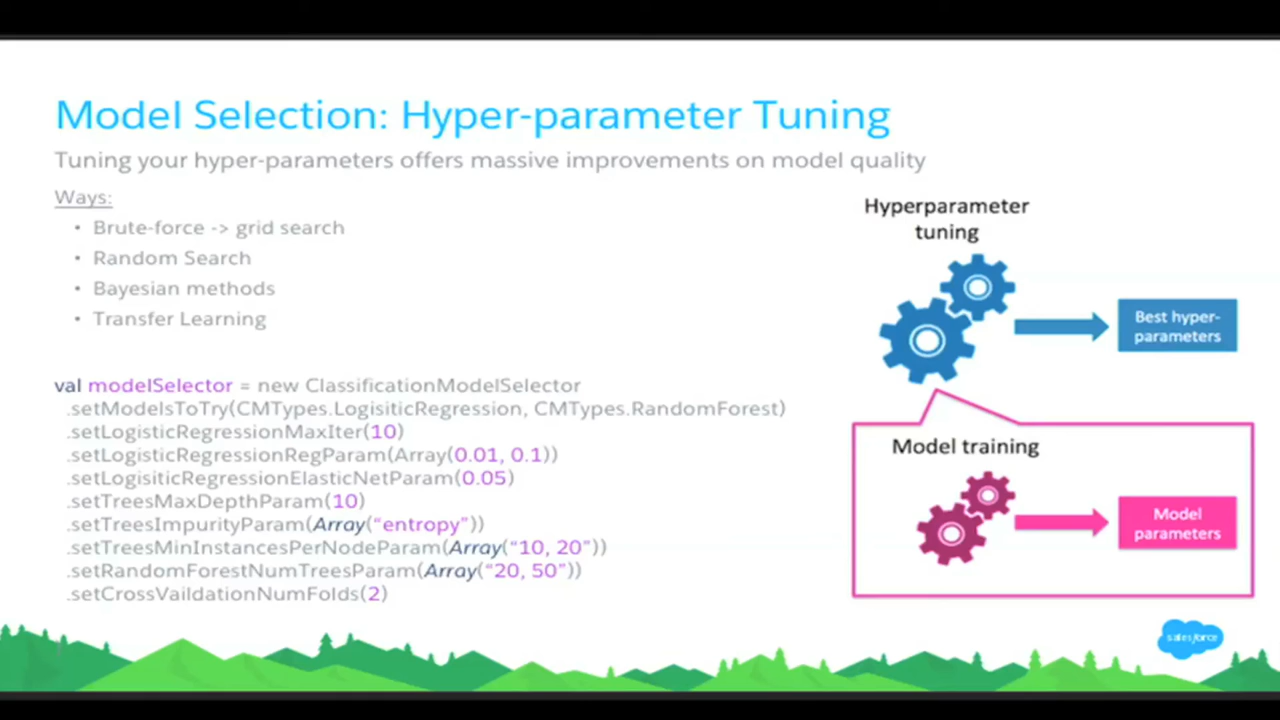 Model Selection: Hyper-parameter Tuning
Tuning your hyper-parameters offers massive improvements on model quality
Ways:
• Brute-force -> grid search
• Random Search
• Bayesian methods
• Transfer Learning
val modelSelector = new ClassificationModelSelector
.setModelsToTry(CMTypes.LogisiticRegression, CMTypes.RandomForest)
.setLogisticRegressionMaxIter(10)
.setLogisticRegressionRegParam(Array(0.01, 0.1))
.setLogisiticRegressionElasticNetParam(0.05)
.setTreesMaxDepthParam(10)
.setTreesImpurityParam(Array(“entropy”))
.setTreesMinInstancesPerNodeParam(Array(“10, 20”))
.setRandomForestNumTreesParam(Array(“20, 50”))
.setCrossVaildationNumFolds(2)
Hyperparameter
tuning
Best hyper-
parameters
Model training
Model
parameters
salesforce